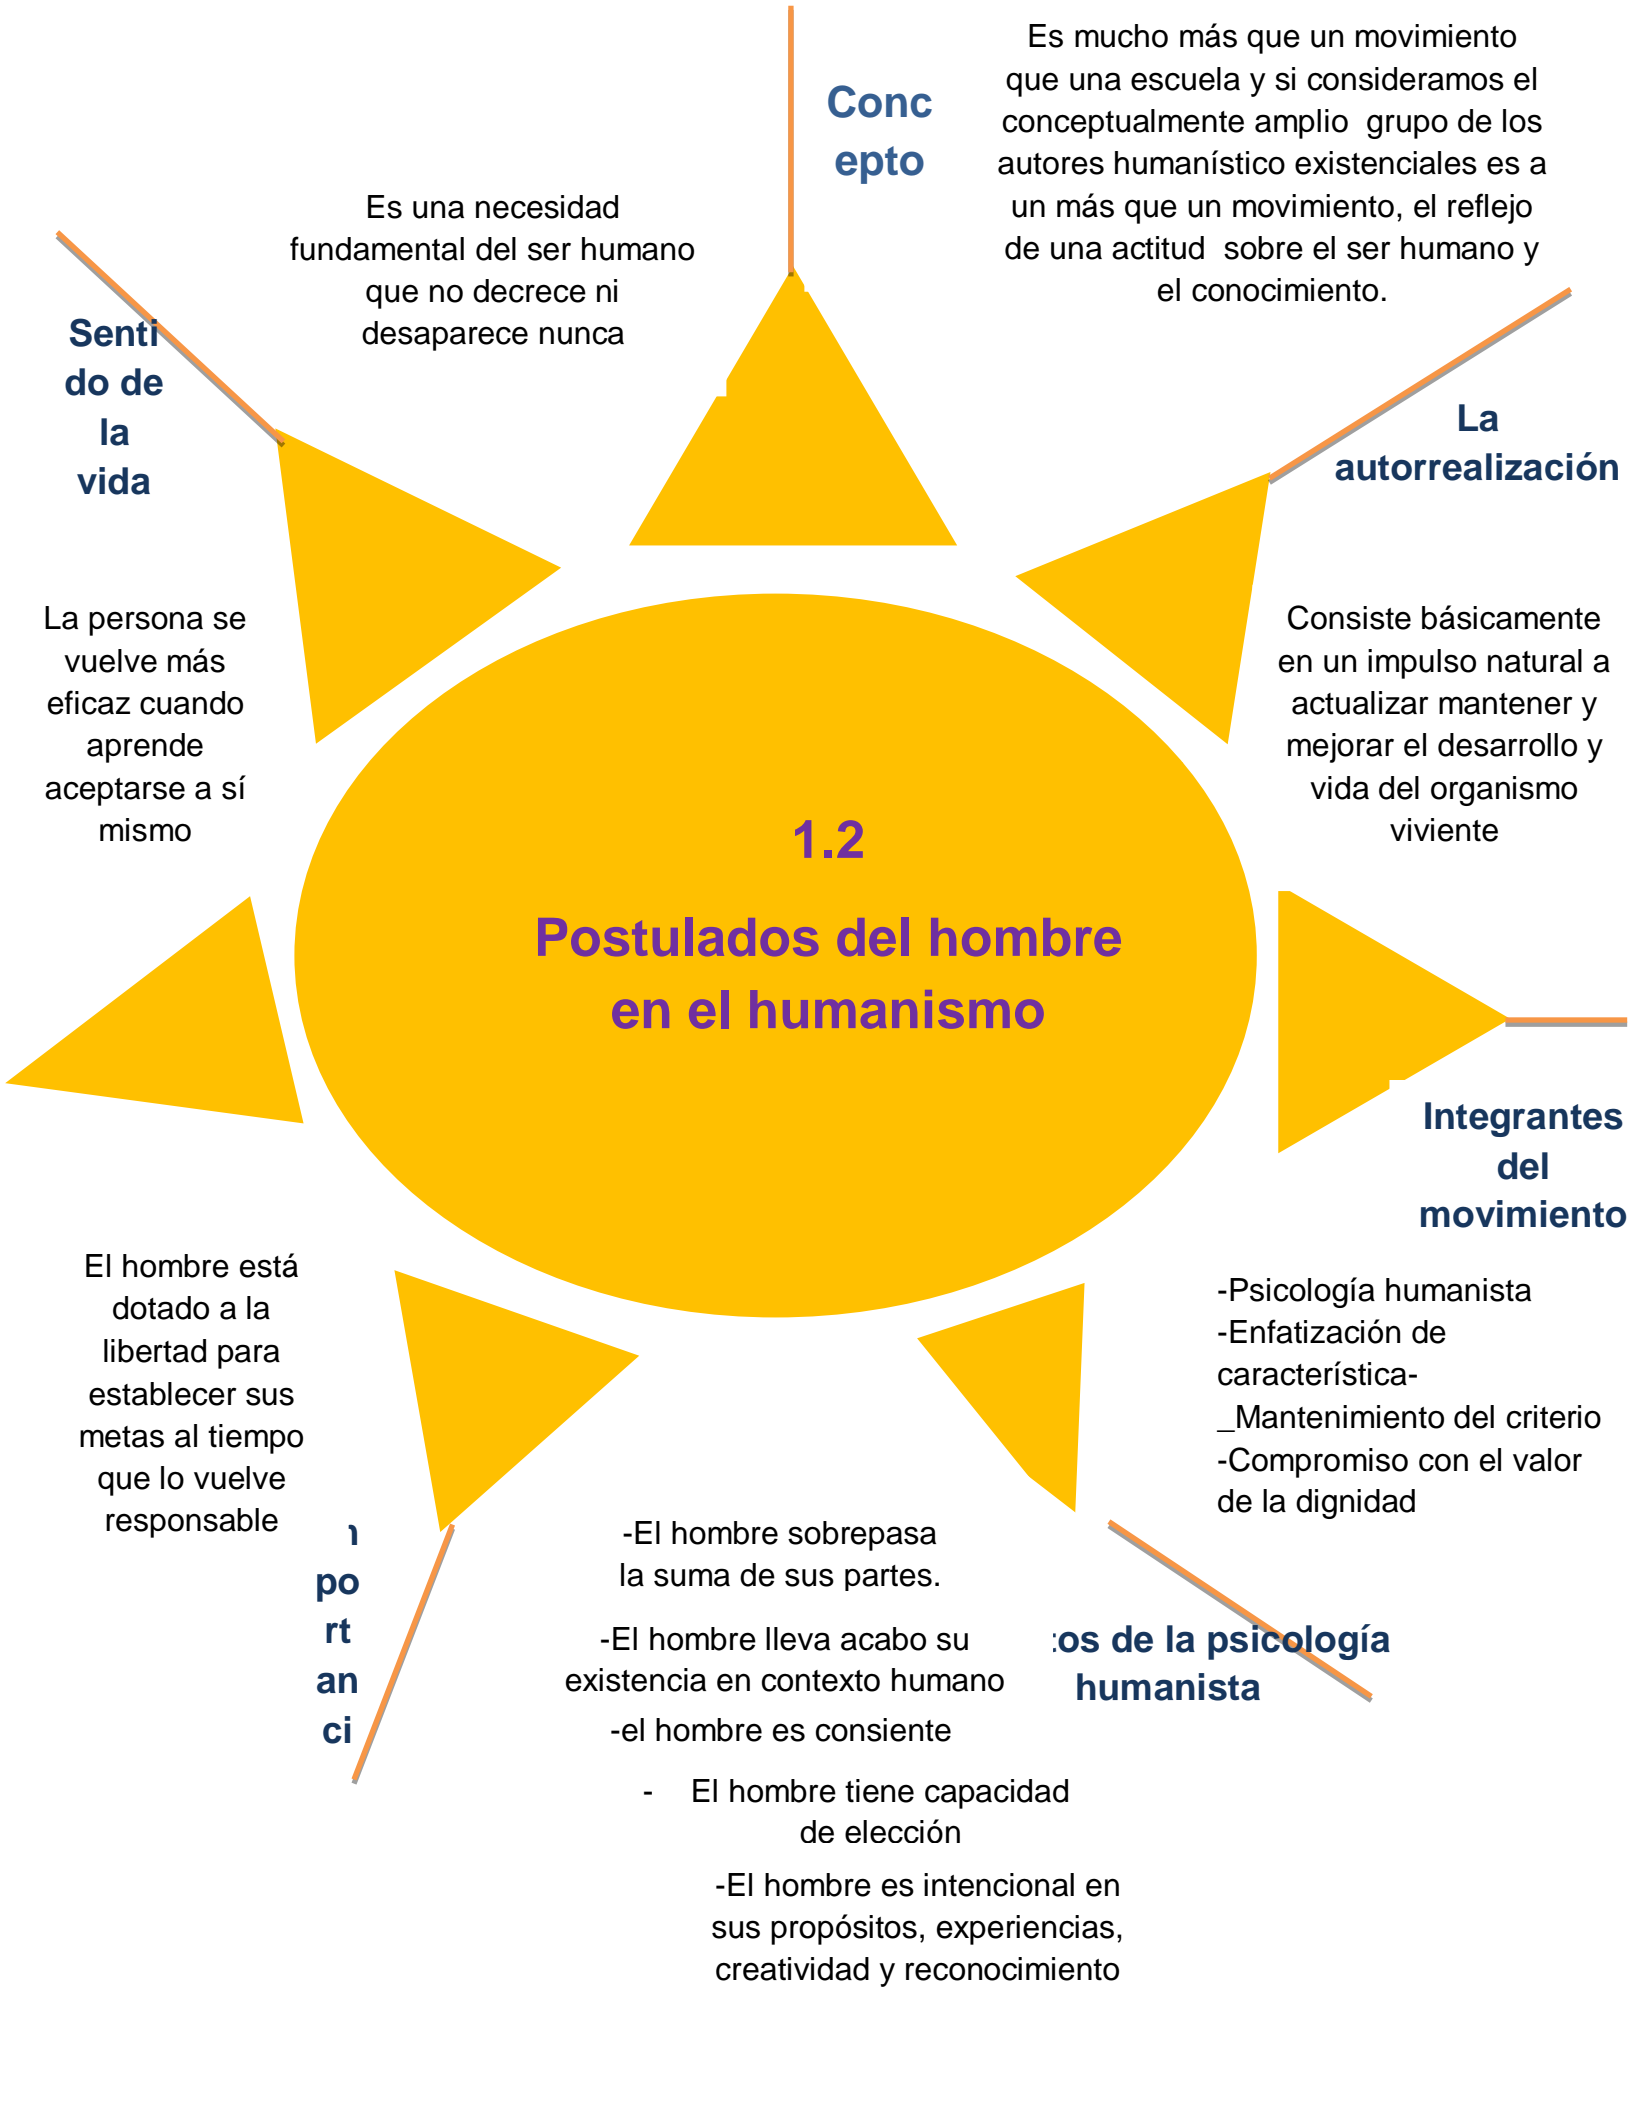 Conc
epto
Es mucho más que un movimiento
que una escuela y si consideramos el
conceptualmente amplio grupo de los
autores humanístico existenciales es a
un más que un movimiento, el reflejo
de una actitud sobre el ser humano y
el conocimiento.
Es una necesidad
fundamental del ser humano
que no decrece ni
desaparece nunca
Senti
do de
la
vida
La
autorrealización
La persona se
vuelve más
eficaz cuando
aprende
aceptarse a sí
mismo
Consiste básicamente
en un impulso natural a
actualizar mantener y
mejorar el desarrollo y
vida del organismo
viviente
1.2
Postulados del hombre
en el humanismo
Integrantes
del
movimiento
El hombre está
dotado a la
libertad para
establecer sus
metas al tiempo
que lo vuelve
responsable
-Psicología humanista
-Enfatización de
característica-
_Mantenimiento del criterio
-Compromiso con el valor
de la dignidad
po
rt
an
ci
-El hombre sobrepasa
la suma de sus partes.
-El hombre lleva acabo su
existencia en contexto humano
-el hombre es consiente
- El hombre tiene capacidad
de elección
-El hombre es intencional en
sus propósitos, experiencias,
creatividad y reconocimiento
os de la psicología
humanista